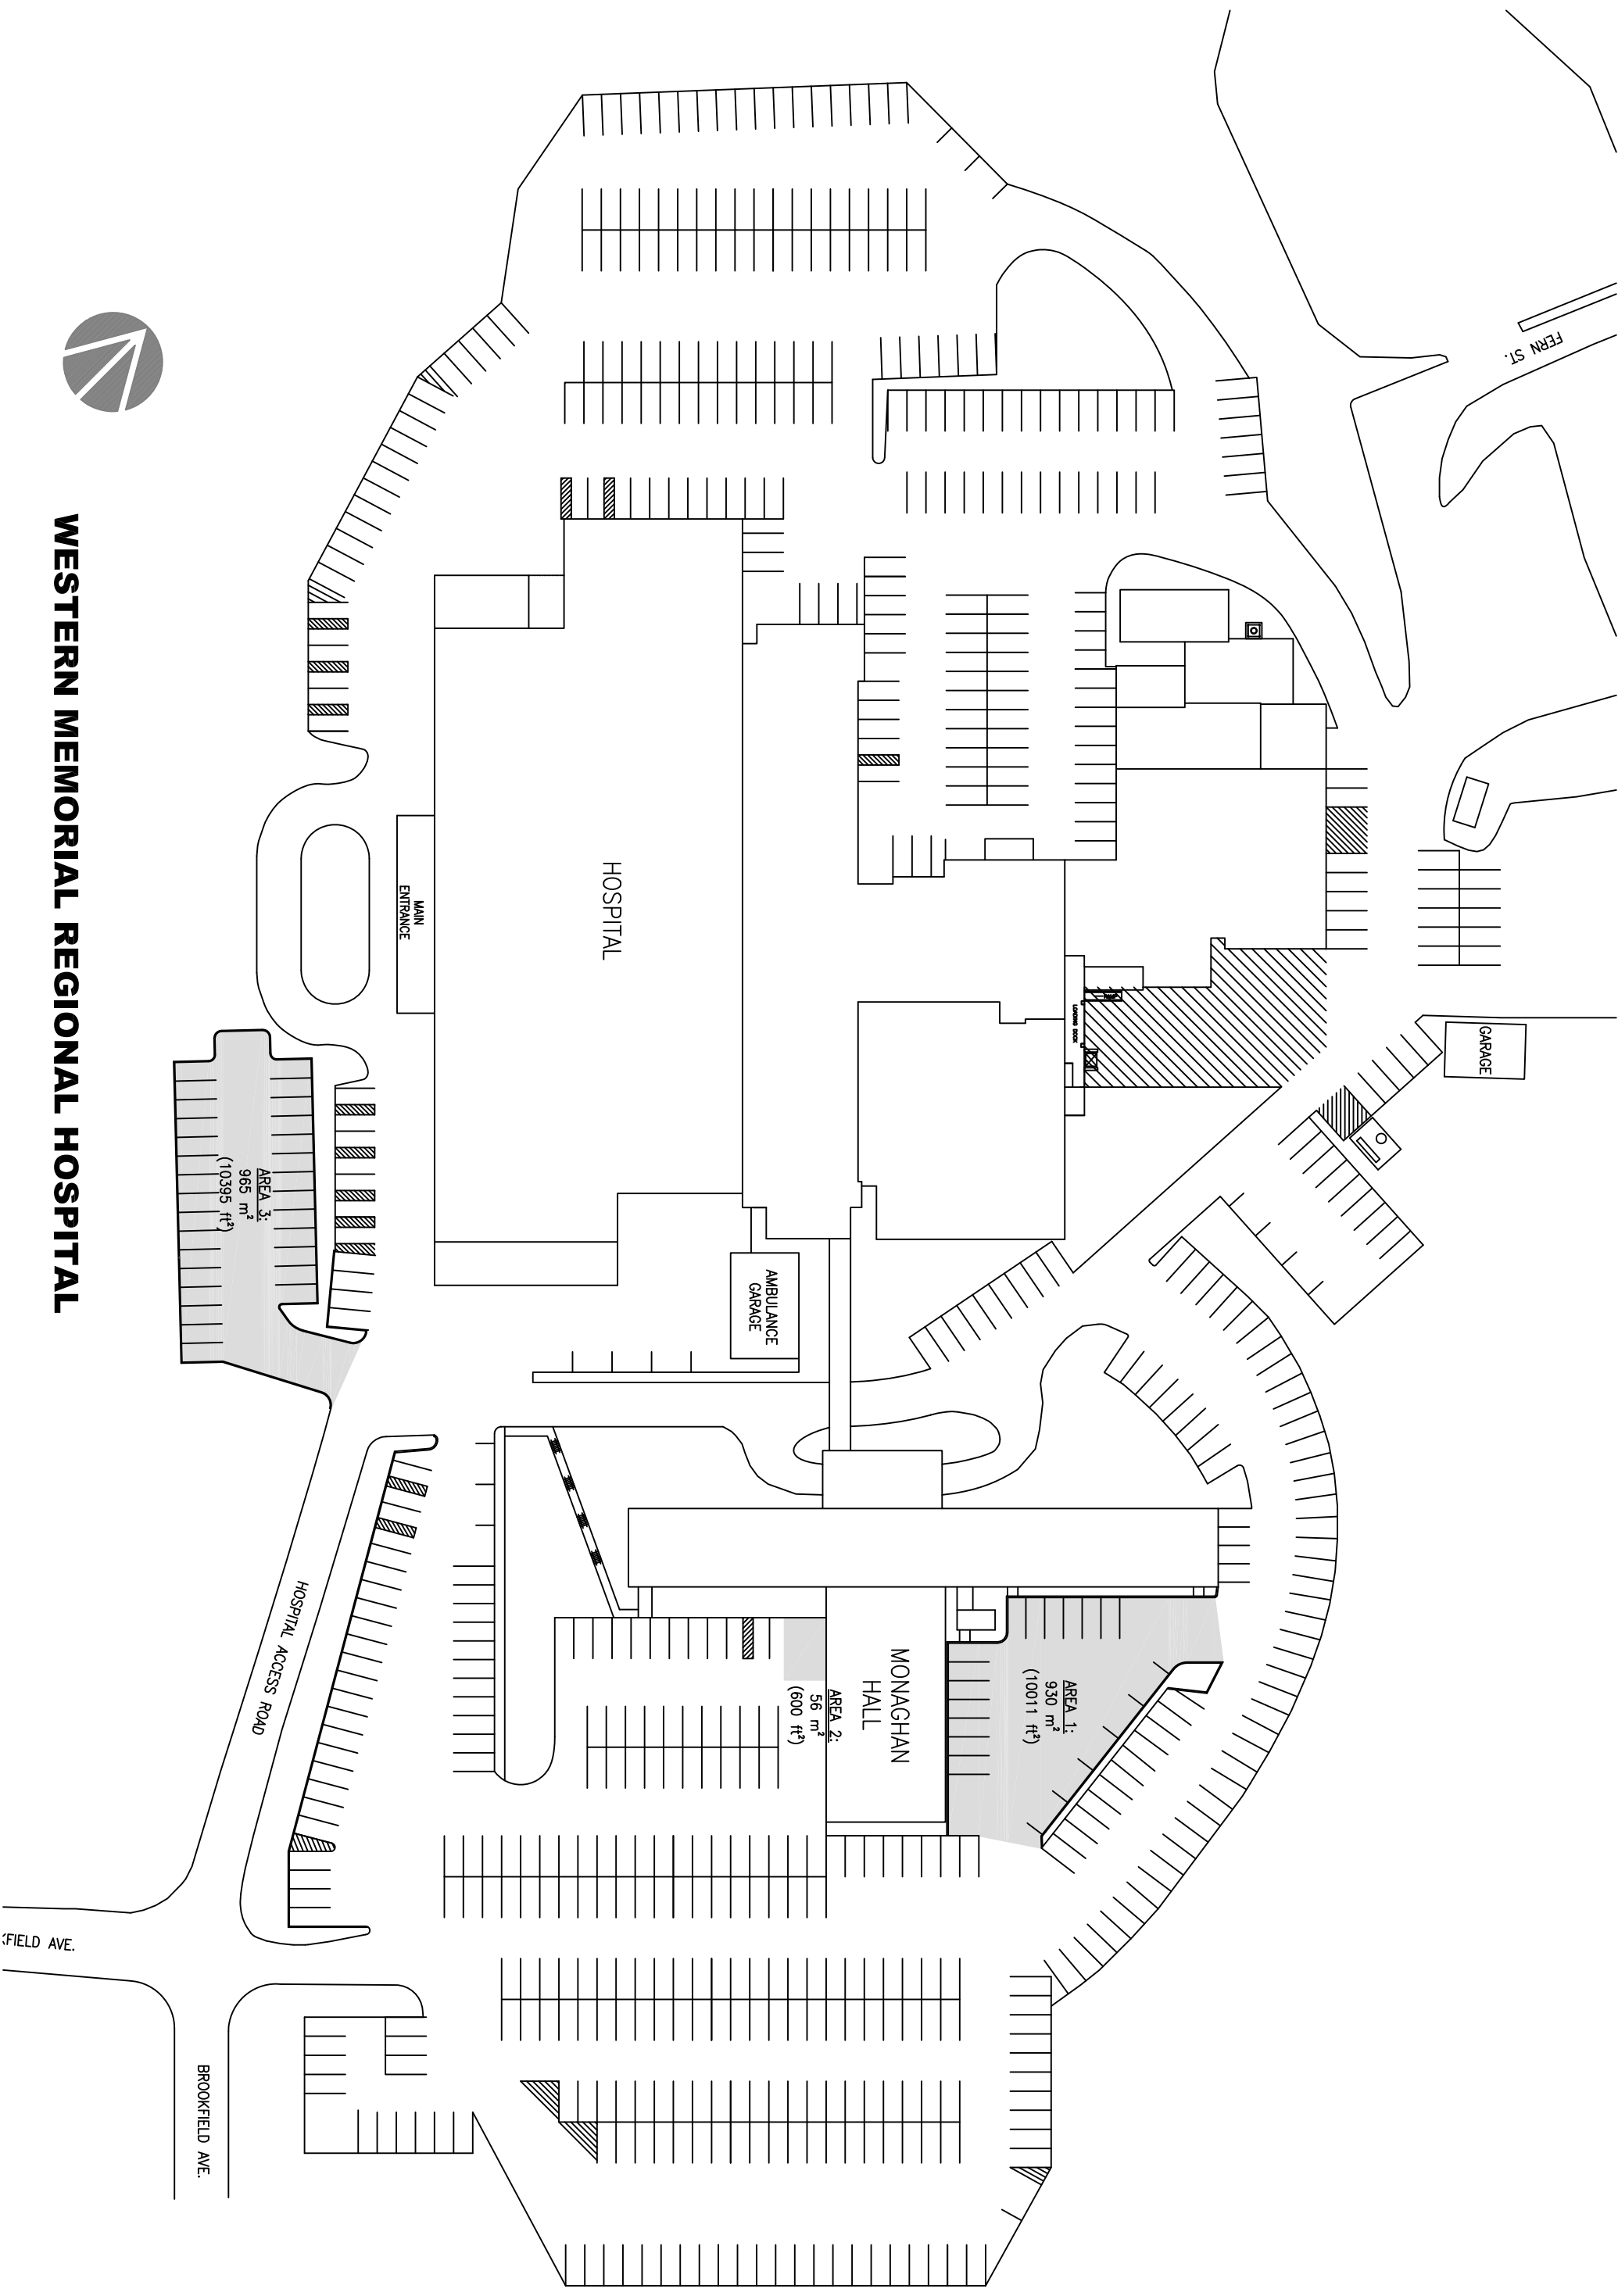 WESTERN MEMORIAL REGIONAL HOSPITAL
FERN ST.
GARAGE
LOADING DOCK
HOSPITAL
MAIN
ENTRANCE
AMBULANCE
GARAGE
AREA 3:
965 m²
(10395 ft²)
MONAGHAN
HALL
AREA 1:
930 m²
(10011 ft²)
AREA 2:
56 m²
(600 ft²)
HOSPITAL ACCESS ROAD
KFIELD AVE.
BROOKFIELD AVE.